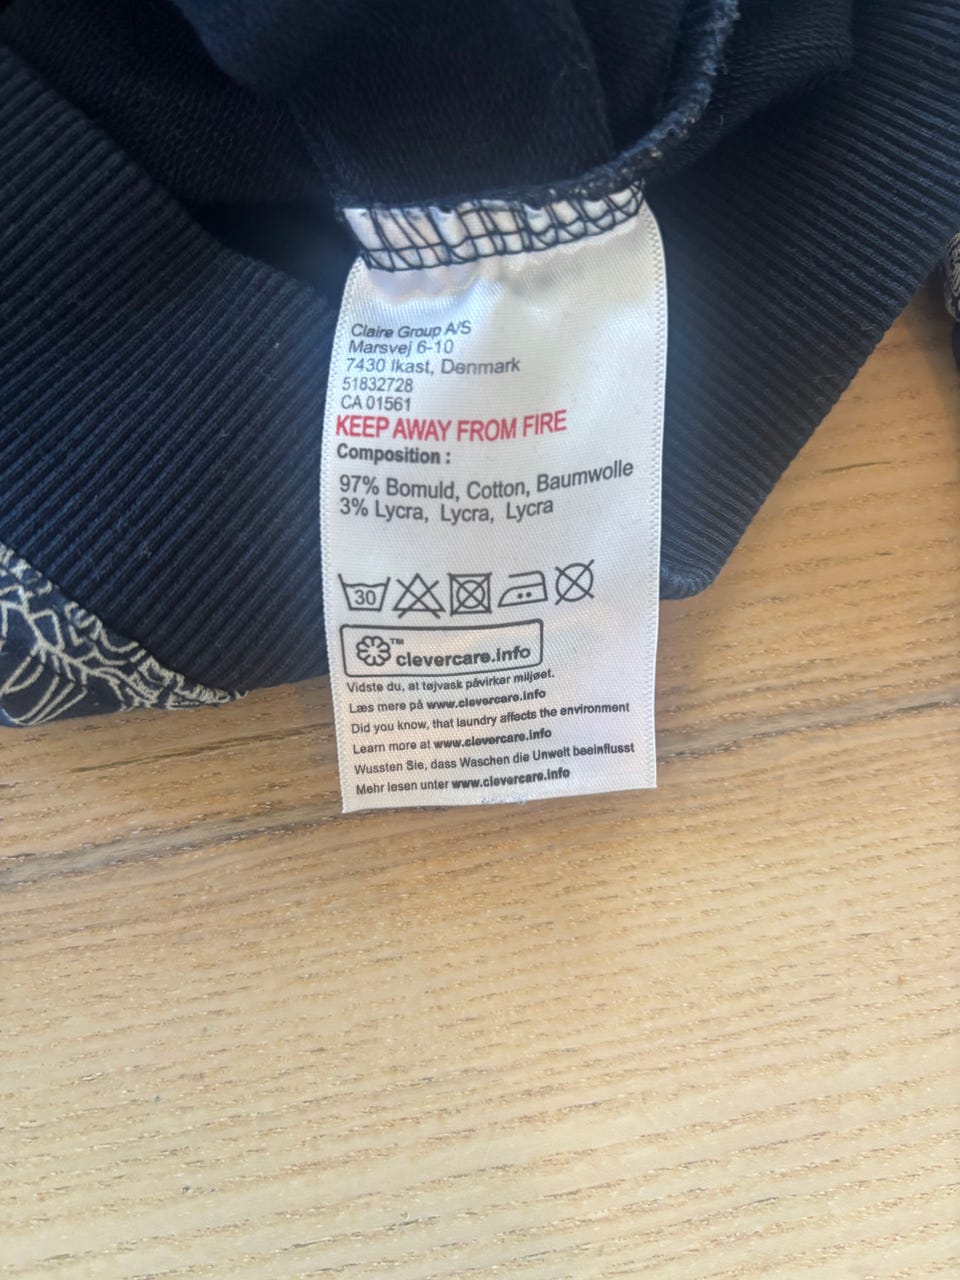 Claire Group A/S
Marsvej 6-10
7430 Ikast, Denmark
51832728
CA 01561
KEEP AWAY FROM FIRE
Composition :
97% Bomuld, Cotton, Baumwolle
3% Lycra, Lycra, Lycra
30
™ clevercare.info
Vidste du, at tøjvask påvirker miljøet.
Læs mere på www.clevercare.info
Did you know, that laundry affects the environment
Learn more at www.clevercare.info
Wussten Sie, dass Waschen die Umwelt beeinflusst
Mehr lesen unter www.clevercare.info